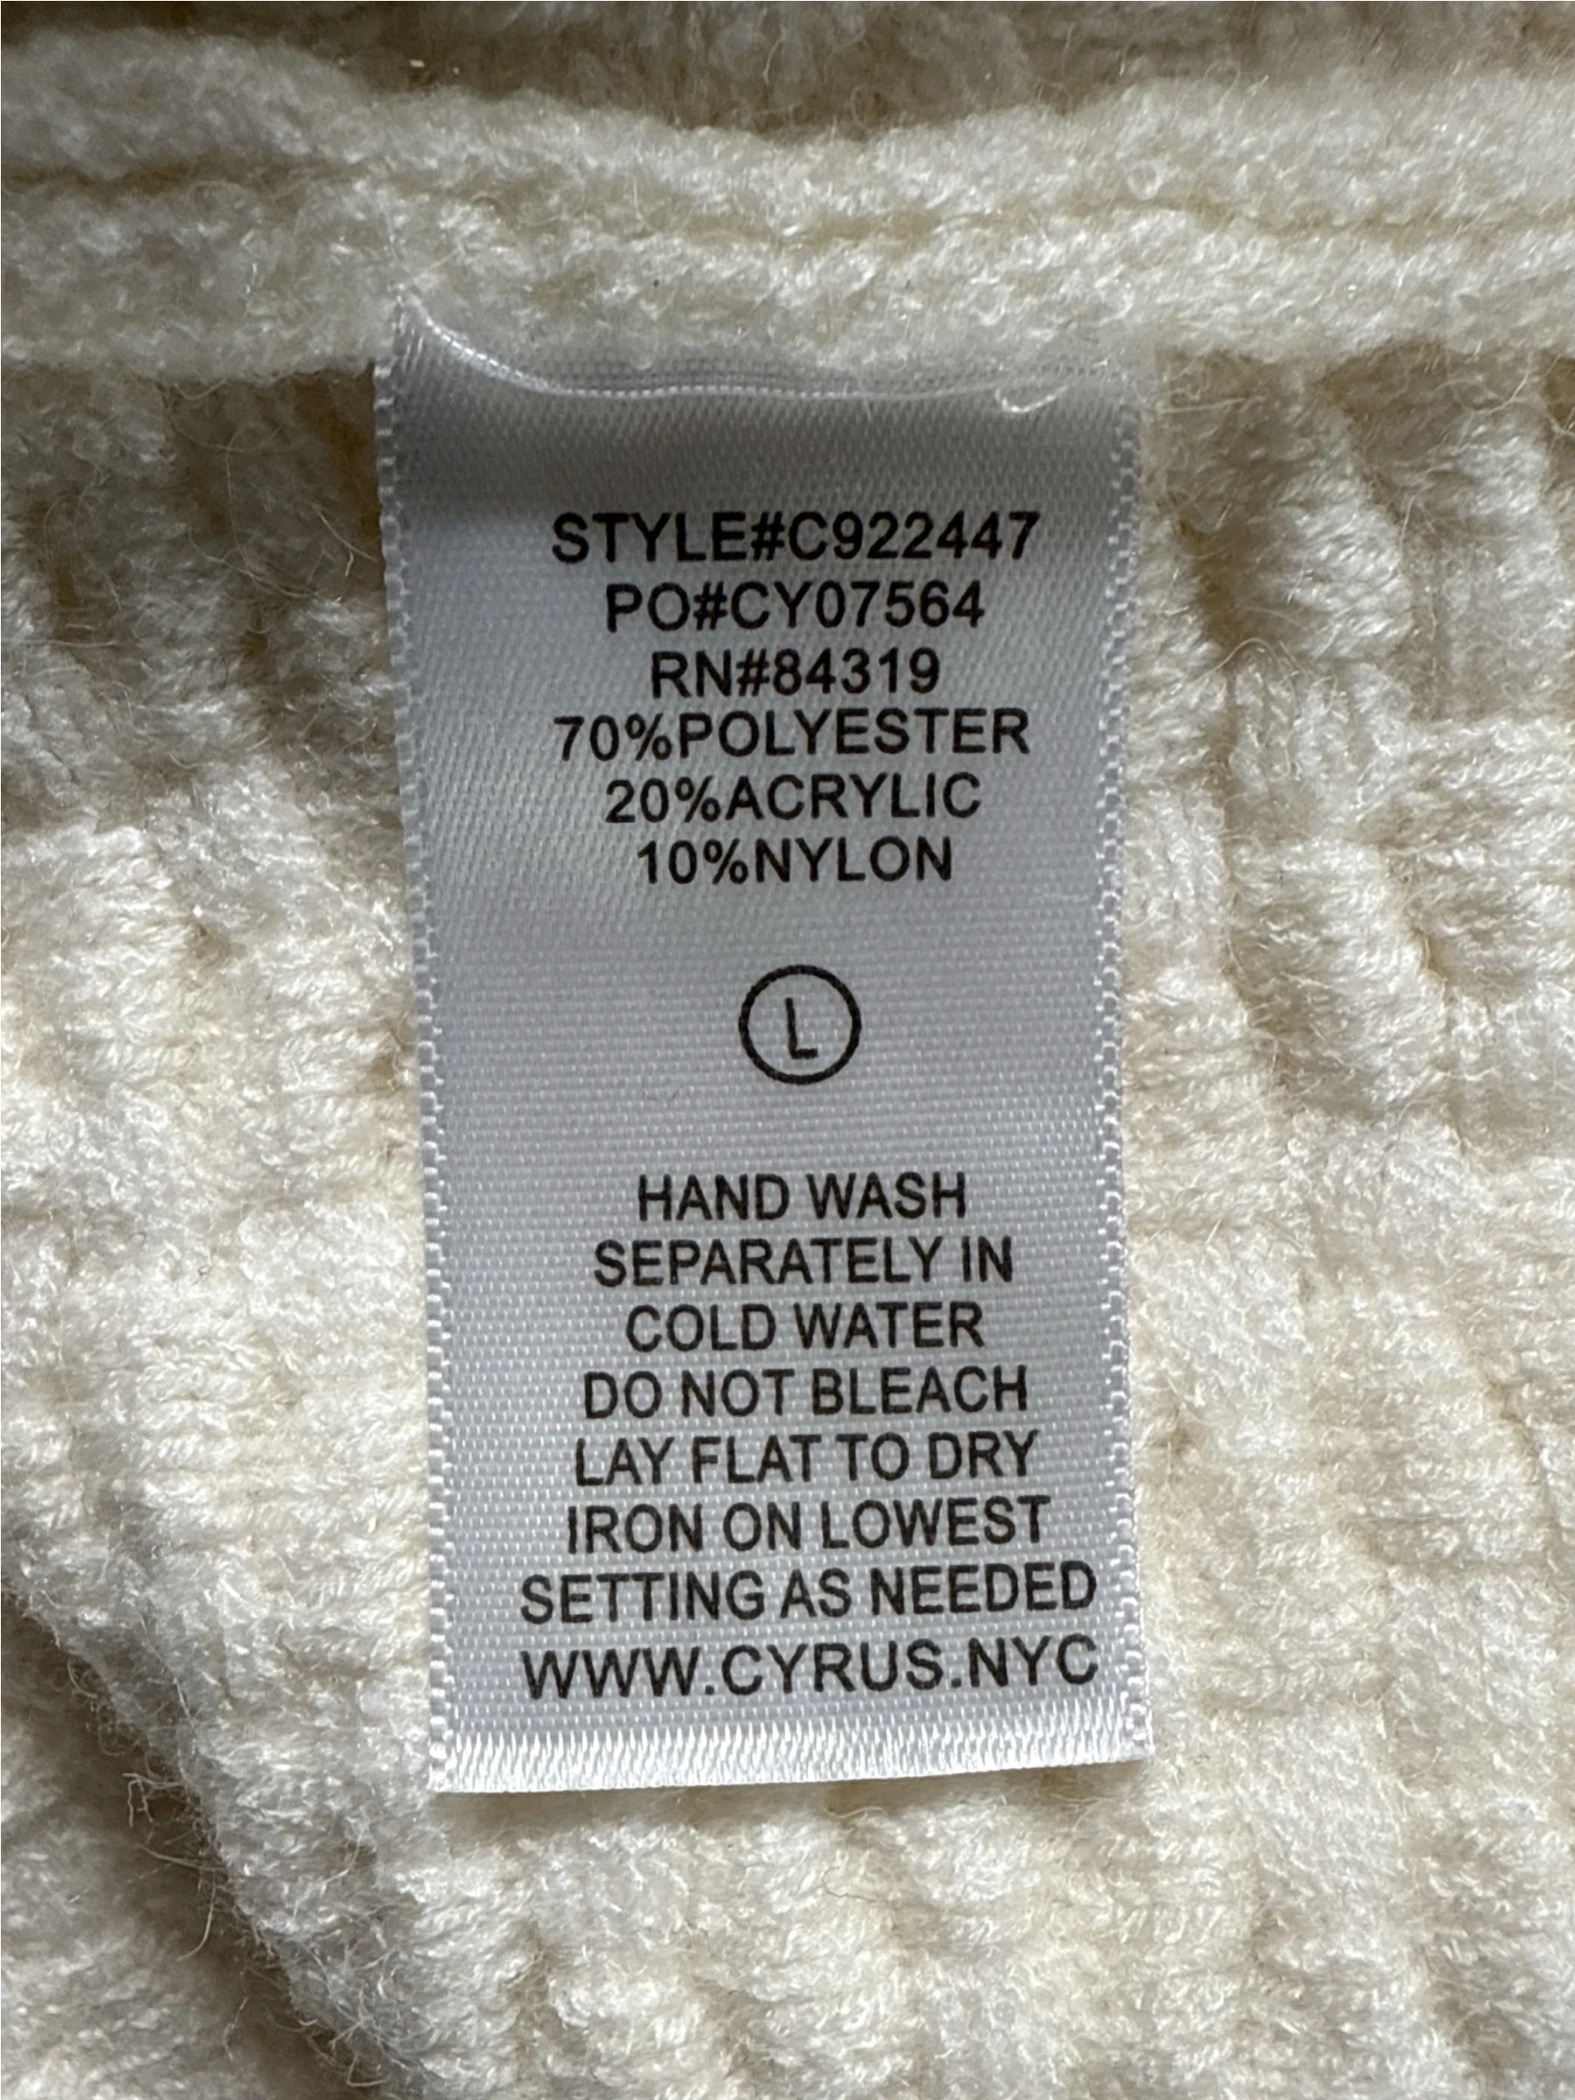 STYLE#C922447
PO#CY07564
RN#84319
70%POLYESTER
20%ACRYLIC
10%NYLON
L
HAND WASH
SEPARATELY IN
COLD WATER
DO NOT BLEACH
LAY FLAT TO DRY
IRON ON LOWEST
SETTING AS NEEDED
WWW.CYRUS.NYC